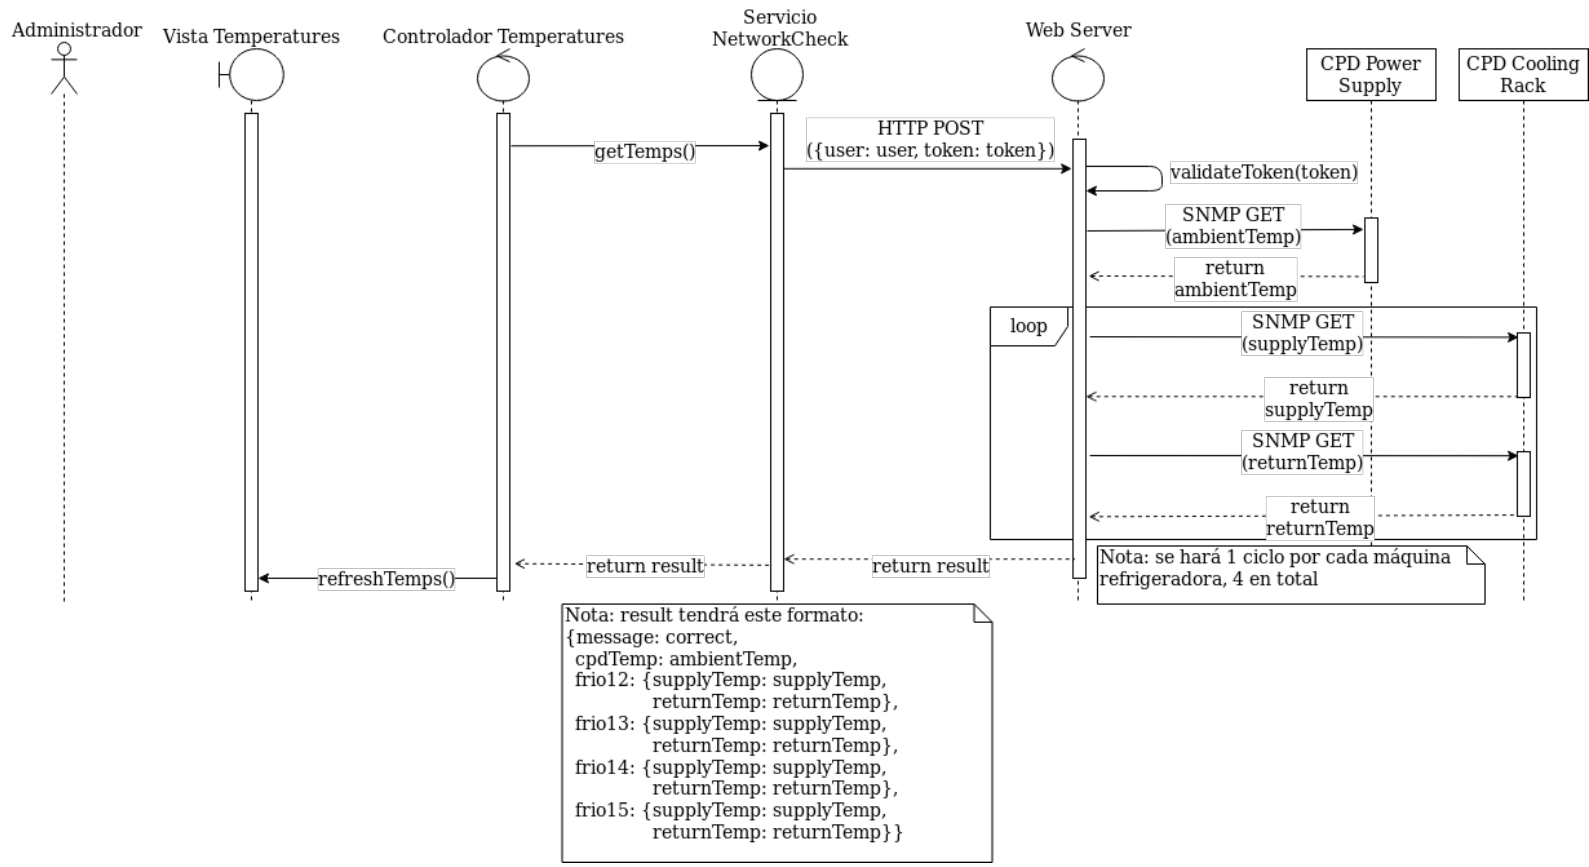 Administrador
Vista Temperatures
Controlador Temperatures
Servicio
NetworkCheck
Web Server
CPD Power
Supply
CPD Cooling
Rack
getTemps()
HTTP POST
({user: user, token: token})
validateToken(token)
SNMP GET
(ambientTemp)
return
ambientTemp
loop
SNMP GET
(supplyTemp)
return
supplyTemp
SNMP GET
(returnTemp)
return
returnTemp
return result
return result
refreshTemps()
Nota: se hará 1 ciclo por cada máquina
refrigeradora, 4 en total
Nota: result tendrá este formato:
{message: correct,
cpdTemp: ambientTemp,
frio12: {supplyTemp: supplyTemp,
returnTemp: returnTemp},
frio13: {supplyTemp: supplyTemp,
returnTemp: returnTemp},
frio14: {supplyTemp: supplyTemp,
returnTemp: returnTemp},
frio15: {supplyTemp: supplyTemp,
returnTemp: returnTemp}}